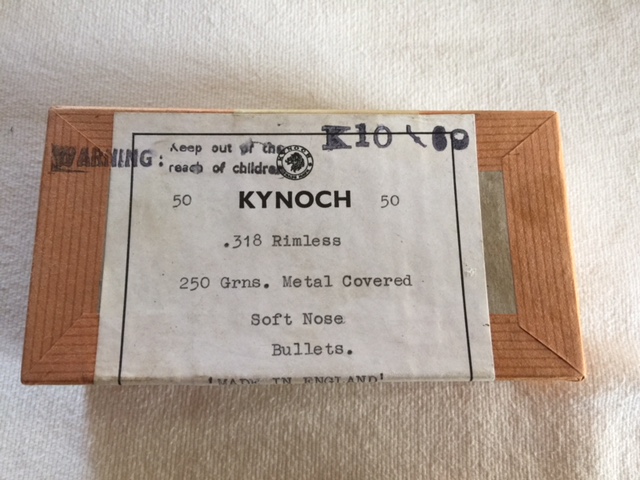 K10
WARNING: Keep out of the
reach of children
KYNOCH
50 KYNOCH 50
.318 Rimless
250 Grns. Metal Covered
Soft Nose
Bullets.
'MADE IN ENGLAND'